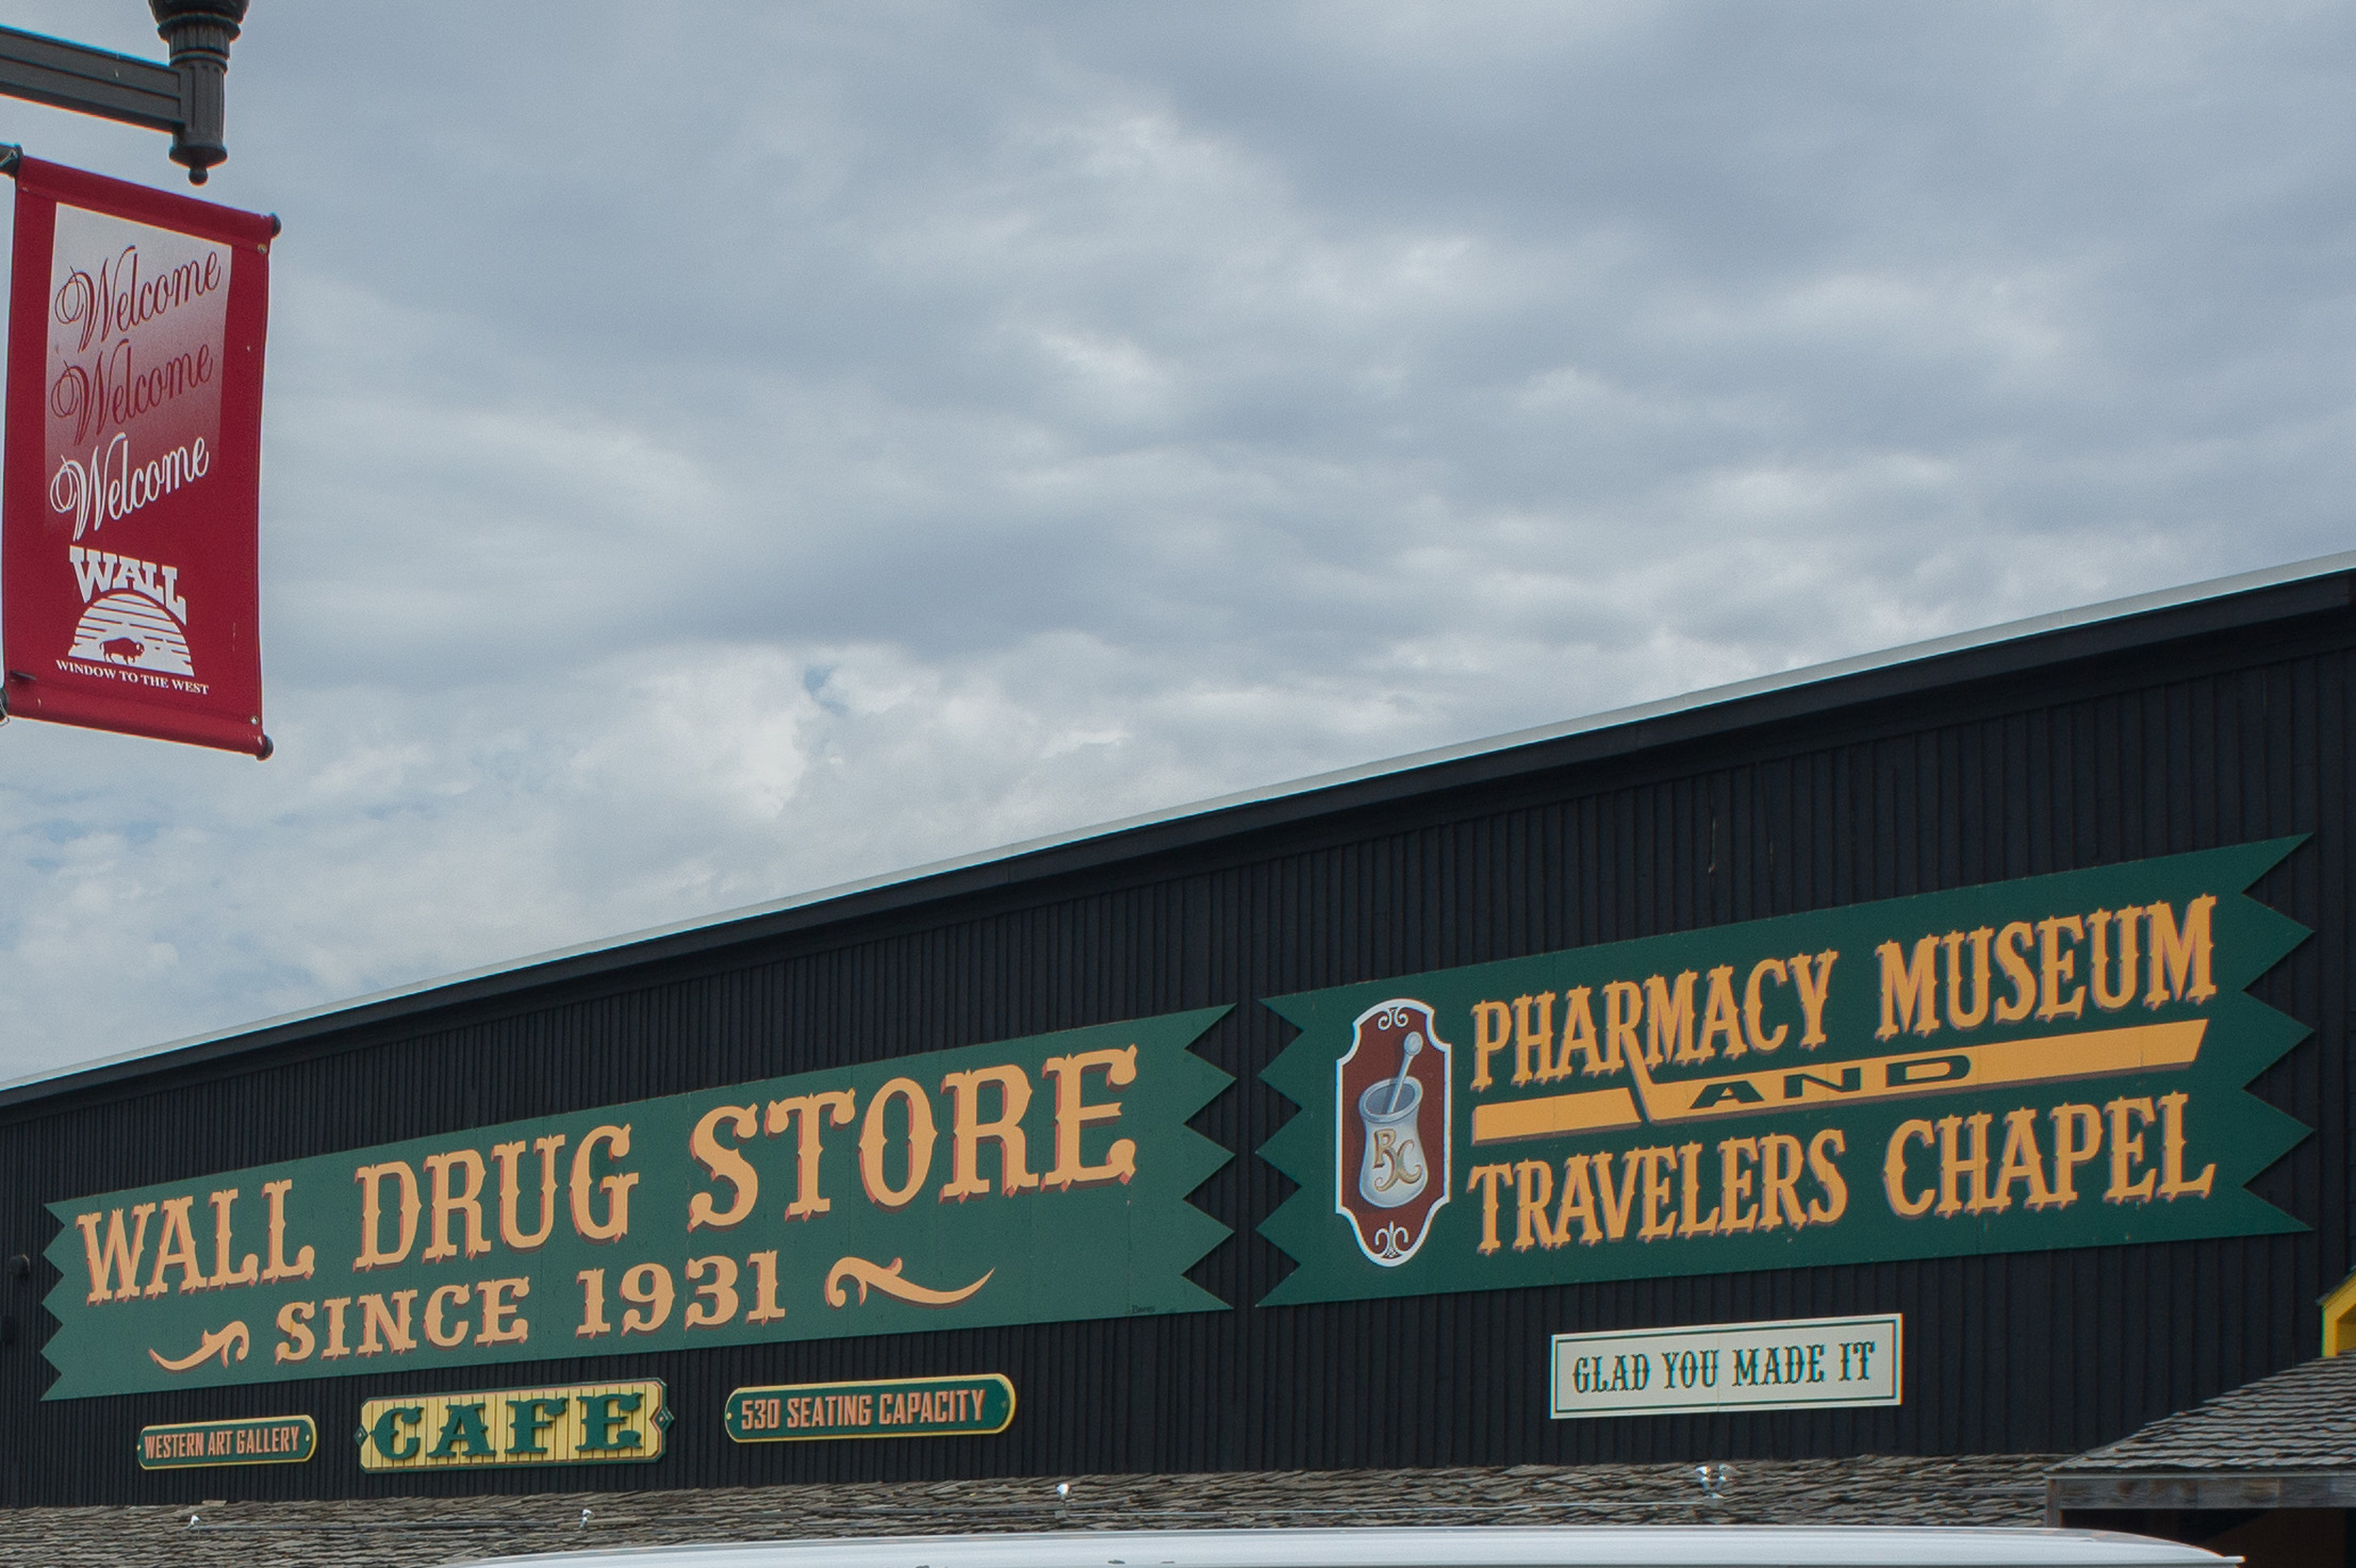 Welcome
Welcome
Welcome
WALL
WINDOW TO THE WEST
WALL DRUG STORE
SINCE 1931
WESTERN ART GALLERY
CAFE
530 SEATING CAPACITY
PHARMACY MUSEUM
AND
TRAVELERS CHAPEL
GLAD YOU MADE IT